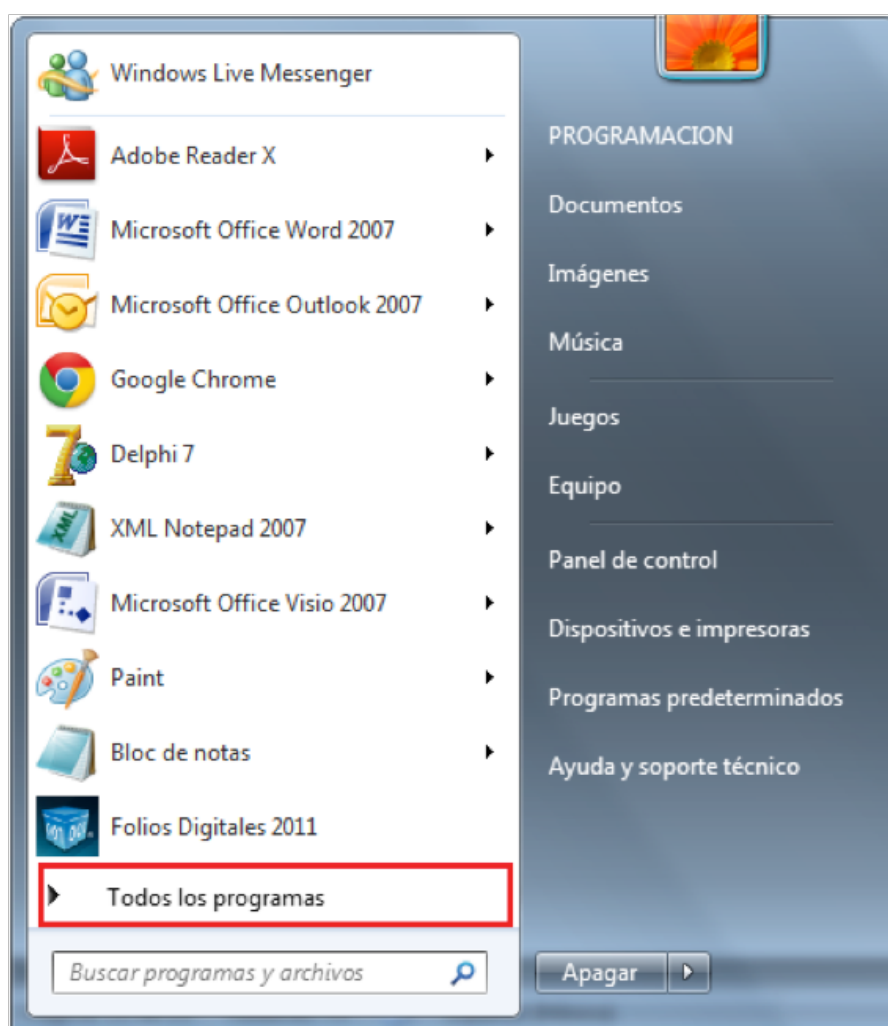 Windows Live Messenger
Adobe Reader X
Microsoft Office Word 2007
Microsoft Office Outlook 2007
Google Chrome
Delphi 7
XML Notepad 2007
Microsoft Office Visio 2007
Paint
Bloc de notas
Folios Digitales 2011
Todos los programas
Buscar programas y archivos
PROGRAMACION
Documentos
Imágenes
Música
Juegos
Equipo
Panel de control
Dispositivos e impresoras
Programas predeterminados
Ayuda y soporte técnico
Apagar